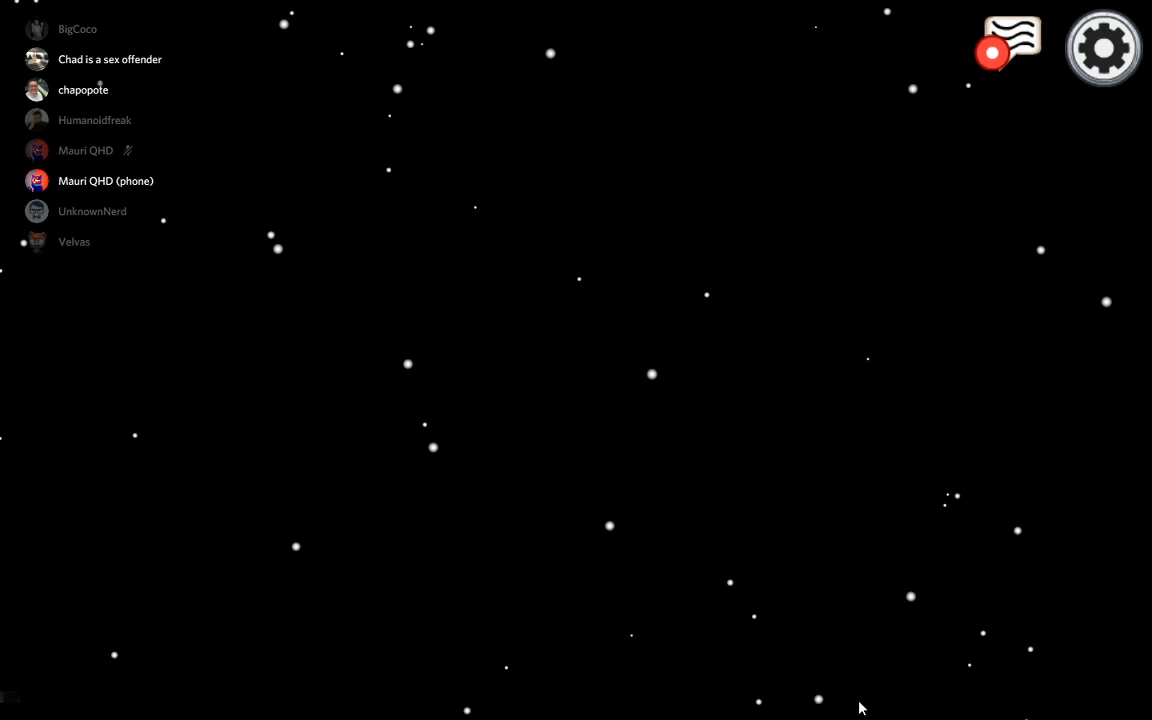 BigCoco
Chad is a sex offender
chapopote
Humanoidfreak
Mauri QHD
Mauri QHD (phone)
UnknownNerd
Velvas